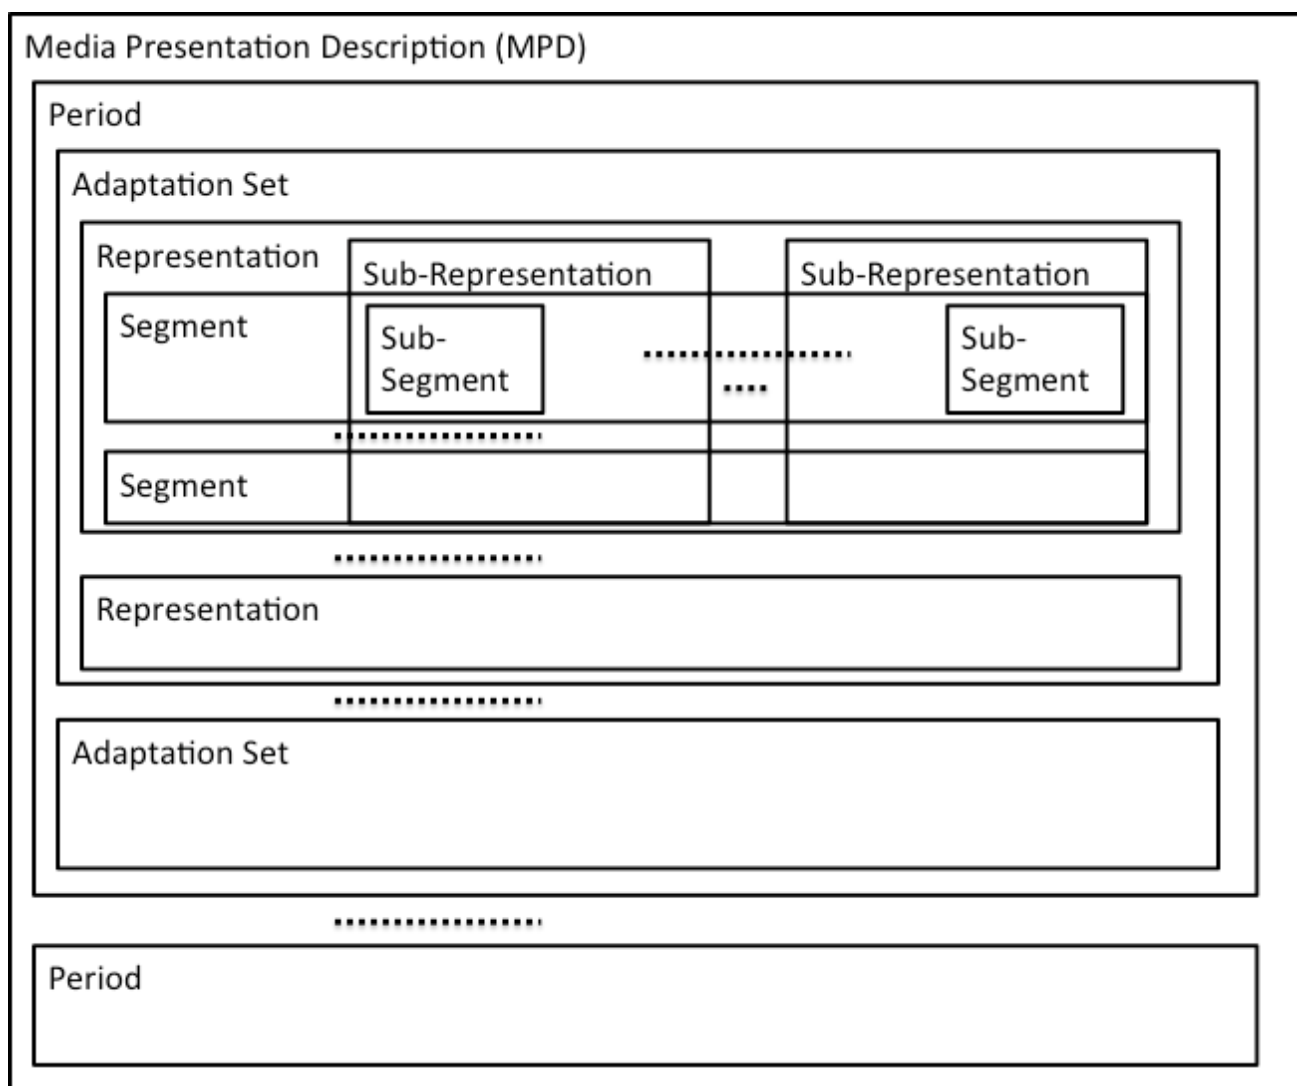 Media Presentation Description (MPD)
Period
Adaptation Set
Representation
Sub-Representation
Sub-Representation
Segment
Sub-
Segment
Sub-
Segment
Segment
Representation
Adaptation Set
Period